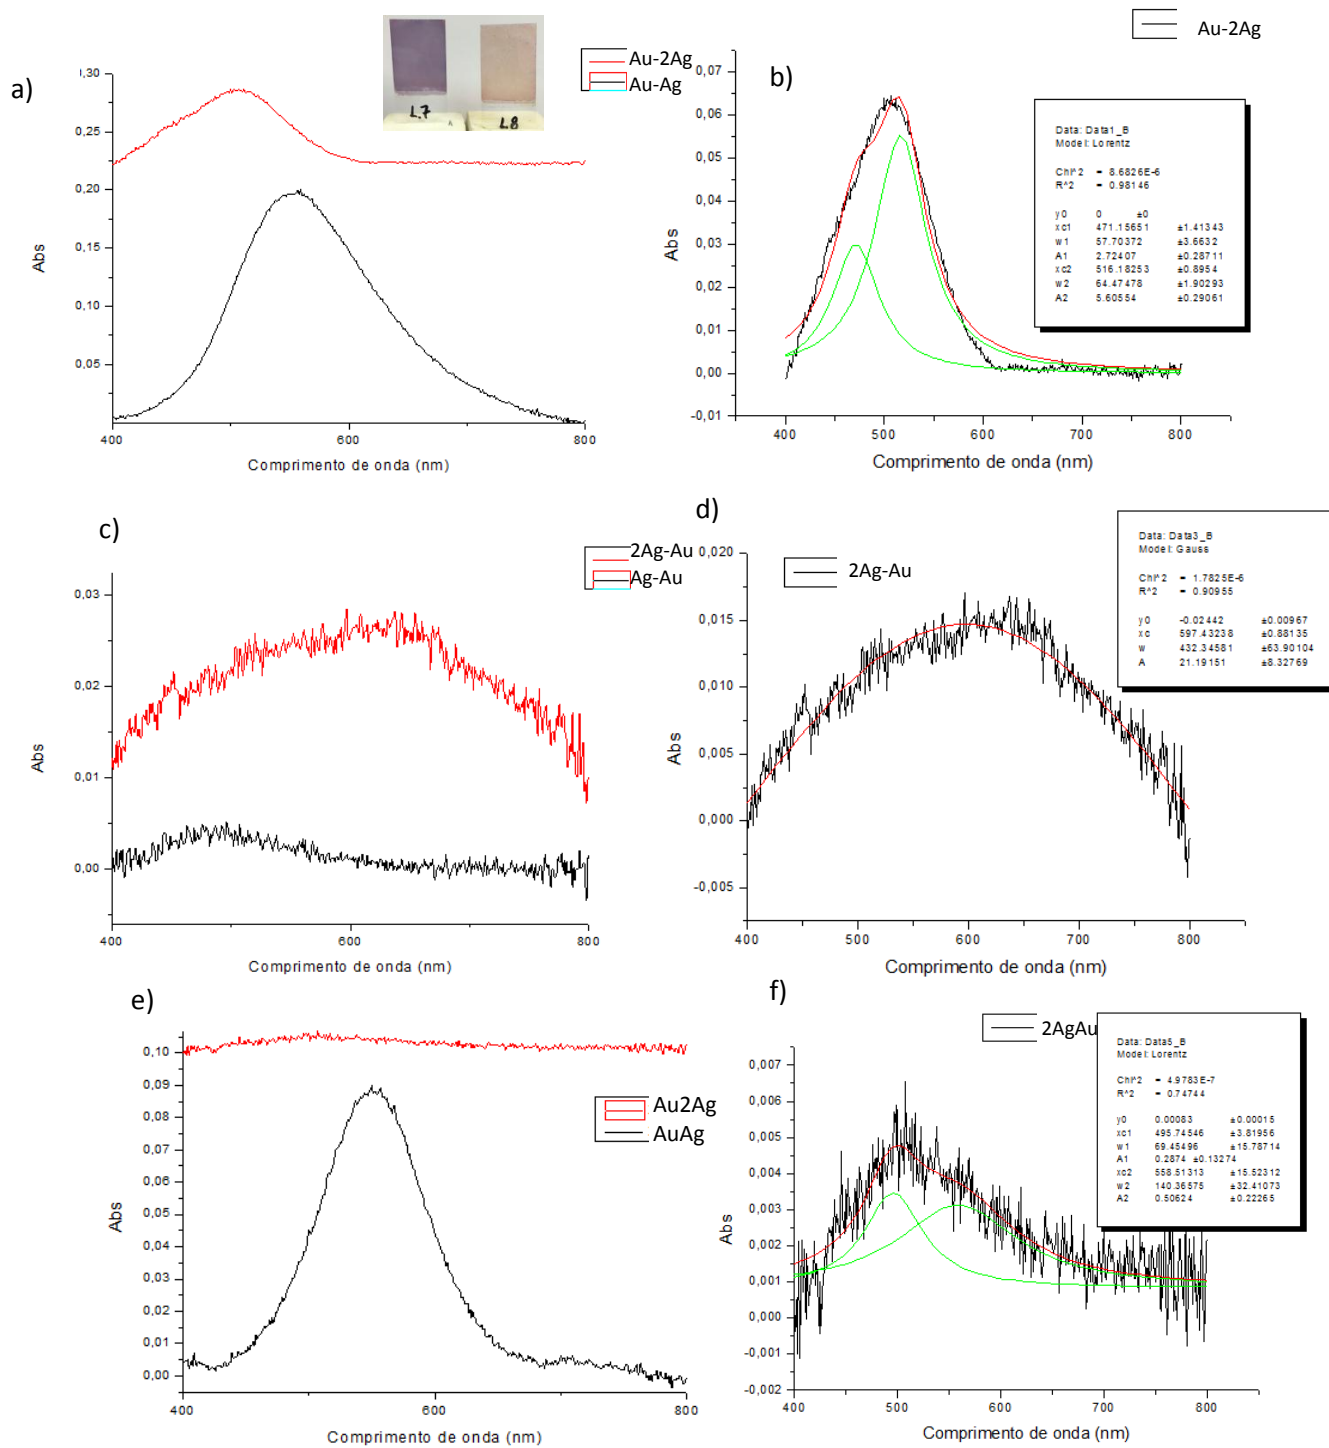 a)
Au-2Ag
Au-Ag
L.7
L8
0,30
0,25
0,20
0,15
0,10
0,05
Abs
400
600
800
Comprimento de onda (nm)
b)
Au-2Ag
0,07
0,06
0,05
0,04
0,03
0,02
0,01
0,00
-0,01
Abs
400
500
600
700
800
Comprimento de onda (nm)
Data: Data1_B
Model: Lorentz
Chi^2 = 8.6826E-6
R^2 = 0.98146
y0 0 ±0
xc1 471.15651 ±1.41343
w1 57.70372 ±3.6632
A1 2.72407 ±0.28711
xc2 516.18253 ±0.8954
w2 64.47478 ±1.90293
A2 5.60554 ±0.29061
c)
2Ag-Au
Ag-Au
0,03
0,02
0,01
0,00
Abs
400
600
800
Comprimento de onda (nm)
d)
2Ag-Au
0,020
0,015
0,010
0,005
0,000
-0,005
Abs
400
500
600
700
800
Comprimento de onda (nm)
Data: Data3_B
Model: Gauss
Chi^2 = 1.7825E-6
R^2 = 0.90955
y0 -0.02442 ±0.00967
xc 597.43238 ±0.88135
w 432.34581 ±63.90104
A 21.19151 ±8.32769
e)
Au2Ag
AuAg
0,10
0,09
0,08
0,07
0,06
0,05
0,04
0,03
0,02
0,01
0,00
Abs
400
600
800
Comprimento de onda (nm)
f)
2AgAu
0,007
0,006
0,005
0,004
0,003
0,002
0,001
0,000
-0,001
-0,002
Abs
400
500
600
700
800
Comprimento de onda (nm)
Data: Data5_B
Model: Lorentz
Chi^2 = 4.9783E-7
R^2 = 0.74744
y0 0.00083 ±0.00015
xc1 495.74546 ±3.81956
w1 69.45496 ±15.78714
A1 0.2874 ±0.13274
xc2 558.51313 ±15.52312
w2 140.36575 ±32.41073
A2 0.50624 ±0.22265